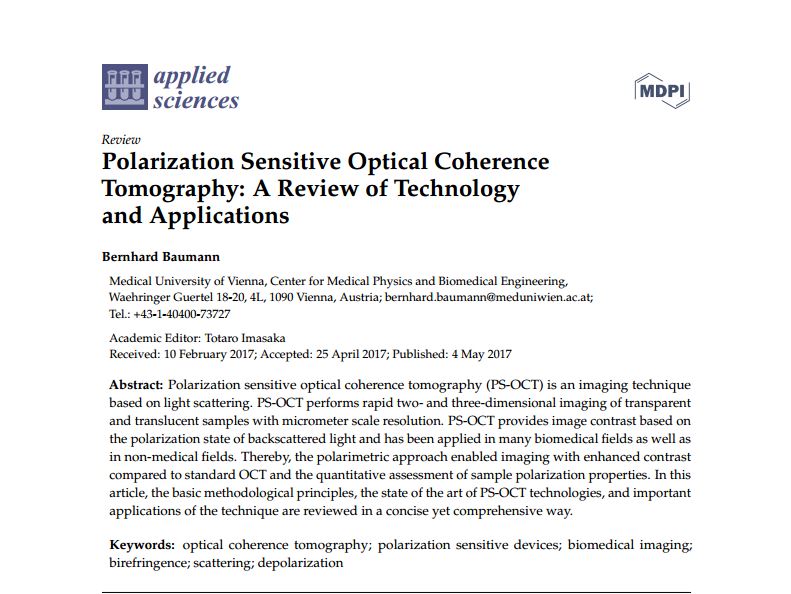 applied
sciences
MDPI
Review
Polarization Sensitive Optical Coherence
Tomography: A Review of Technology
and Applications
Bernhard Baumann
Medical University of Vienna, Center for Medical Physics and Biomedical Engineering,
Waehringer Guertel 18-20, 4L, 1090 Vienna, Austria; bernhard.baumann@meduniwien.ac.at;
Tel.: +43-1-40400-73727
Academic Editor: Totaro Imasaka
Received: 10 February 2017; Accepted: 25 April 2017; Published: 4 May 2017
Abstract: Polarization sensitive optical coherence tomography (PS-OCT) is an imaging technique
based on light scattering. PS-OCT performs rapid two- and three-dimensional imaging of transparent
and translucent samples with micrometer scale resolution. PS-OCT provides image contrast based on
the polarization state of backscattered light and has been applied in many biomedical fields as well as
in non-medical fields. Thereby, the polarimetric approach enabled imaging with enhanced contrast
compared to standard OCT and the quantitative assessment of sample polarization properties. In this
article, the basic methodological principles, the state of the art of PS-OCT technologies, and important
applications of the technique are reviewed in a concise yet comprehensive way.
Keywords: optical coherence tomography; polarization sensitive devices; biomedical imaging;
birefringence; scattering; depolarization